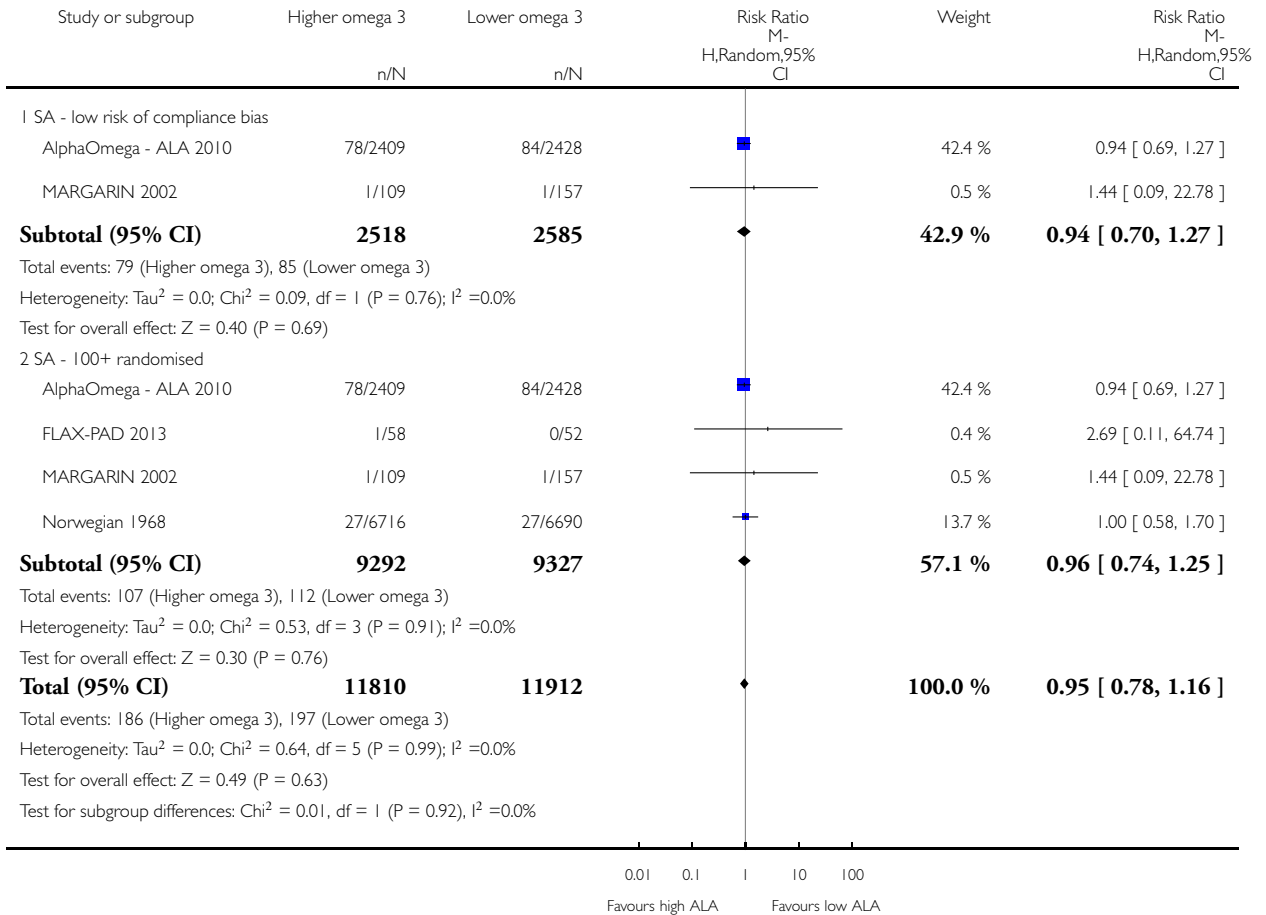 Study or subgroup Higher omega 3 Lower omega 3 Risk Ratio Weight Risk Ratio
M- M-
H,Random,95% H,Random,95%
n/N n/N CI CI
1 SA - low risk of compliance bias
AlphaOmega - ALA 2010 78/2409 84/2428 42.4 % 0.94 [ 0.69, 1.27 ]
MARGARIN 2002 1/109 1/157 0.5 % 1.44 [ 0.09, 22.78 ]
Subtotal (95% CI) 2518 2585 42.9 % 0.94 [ 0.70, 1.27 ]
Total events: 79 (Higher omega 3), 85 (Lower omega 3)
Heterogeneity: Tau² = 0.0; Chi² = 0.09, df = 1 (P = 0.76); I² =0.0%
Test for overall effect: Z = 0.40 (P = 0.69)
2 SA - 100+ randomised
AlphaOmega - ALA 2010 78/2409 84/2428 42.4 % 0.94 [ 0.69, 1.27 ]
FLAX-PAD 2013 1/58 0/52 0.4 % 2.69 [ 0.11, 64.74 ]
MARGARIN 2002 1/109 1/157 0.5 % 1.44 [ 0.09, 22.78 ]
Norwegian 1968 27/6716 27/6690 13.7 % 1.00 [ 0.58, 1.70 ]
Subtotal (95% CI) 9292 9327 57.1 % 0.96 [ 0.74, 1.25 ]
Total events: 107 (Higher omega 3), 112 (Lower omega 3)
Heterogeneity: Tau² = 0.0; Chi² = 0.53, df = 3 (P = 0.91); I² =0.0%
Test for overall effect: Z = 0.30 (P = 0.76)
Total (95% CI) 11810 11912 100.0 % 0.95 [ 0.78, 1.16 ]
Total events: 186 (Higher omega 3), 197 (Lower omega 3)
Heterogeneity: Tau² = 0.0; Chi² = 0.64, df = 5 (P = 0.99); I² =0.0%
Test for overall effect: Z = 0.49 (P = 0.63)
Test for subgroup differences: Chi² = 0.01, df = 1 (P = 0.92), I² =0.0%
0.01 0.1 1 10 100
Favours high ALA Favours low ALA